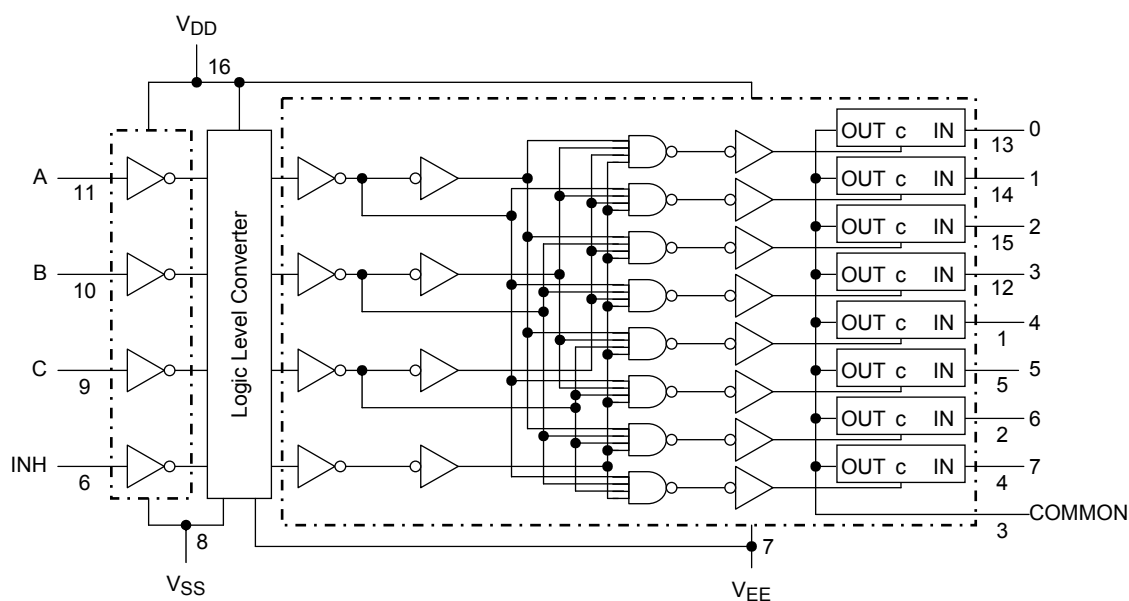 VDD
16
A
11
B
10
C
9
INH
6
Logic Level Converter
8
VSS
7
VEE
OUT c IN 0
13
OUT c IN 1
14
OUT c IN 2
15
OUT c IN 3
12
OUT c IN 4
1
OUT c IN 5
5
OUT c IN 6
2
OUT c IN 7
4
COMMON
3